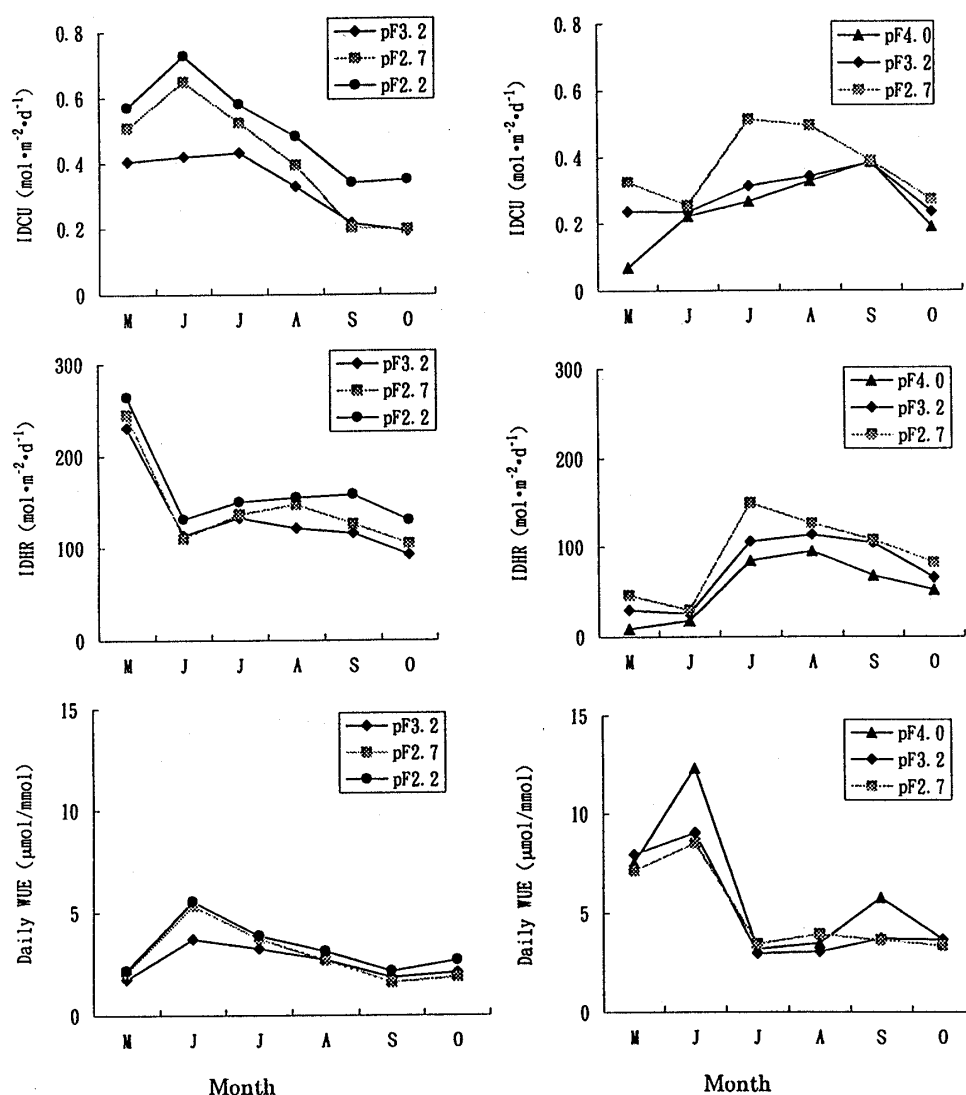 IDCU (mol·m⁻²·d⁻¹)
0.8
0.6
0.4
0.2
0
pF3.2
pF2.7
pF2.2
M J J A S O
IDCU (mol·m⁻²·d⁻¹)
0.8
0.6
0.4
0.2
0
pF4.0
pF3.2
pF2.7
M J J A S O
IDHR (mol·m⁻²·d⁻¹)
300
200
100
0
pF3.2
pF2.7
pF2.2
M J J A S O
IDHR (mol·m⁻²·d⁻¹)
300
200
100
0
pF4.0
pF3.2
pF2.7
M J J A S O
Daily WUE (μmol/mmol)
15
10
5
0
pF3.2
pF2.7
pF2.2
M J J A S O
Month
Daily WUE (μmol/mmol)
15
10
5
0
pF4.0
pF3.2
pF2.7
M J J A S O
Month